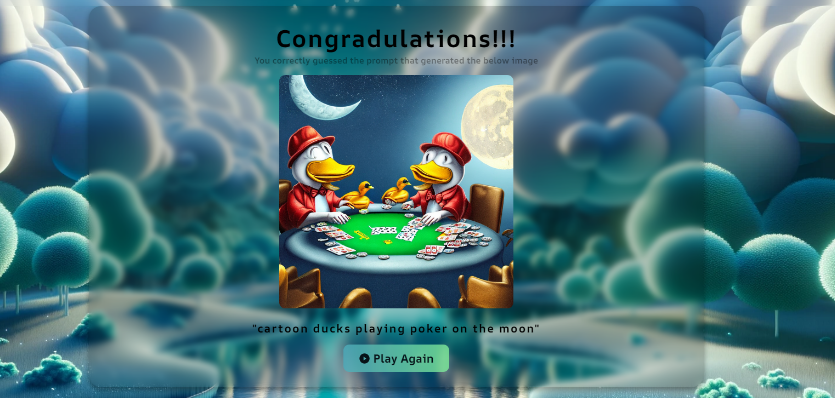 Congradulations!!!
You correctly guessed the prompt that generated the below image
"cartoon ducks playing poker on the moon"
Play Again